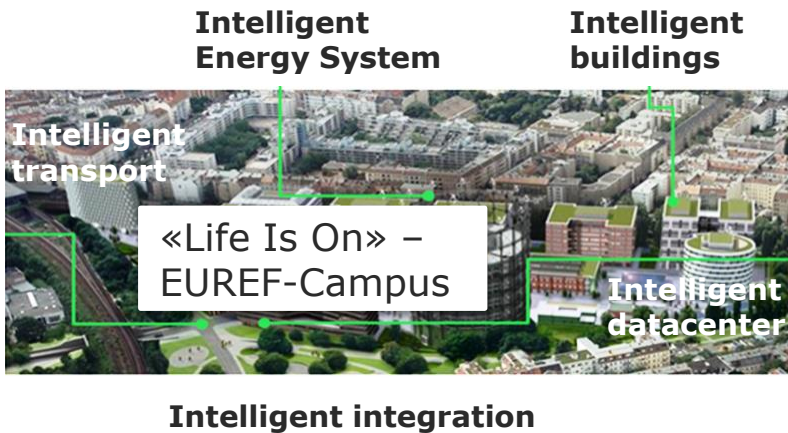 Intelligent
Energy System
Intelligent
buildings
Intelligent
transport
«Life Is On» –
EUREF-Campus
Intelligent
datacenter
Intelligent integration